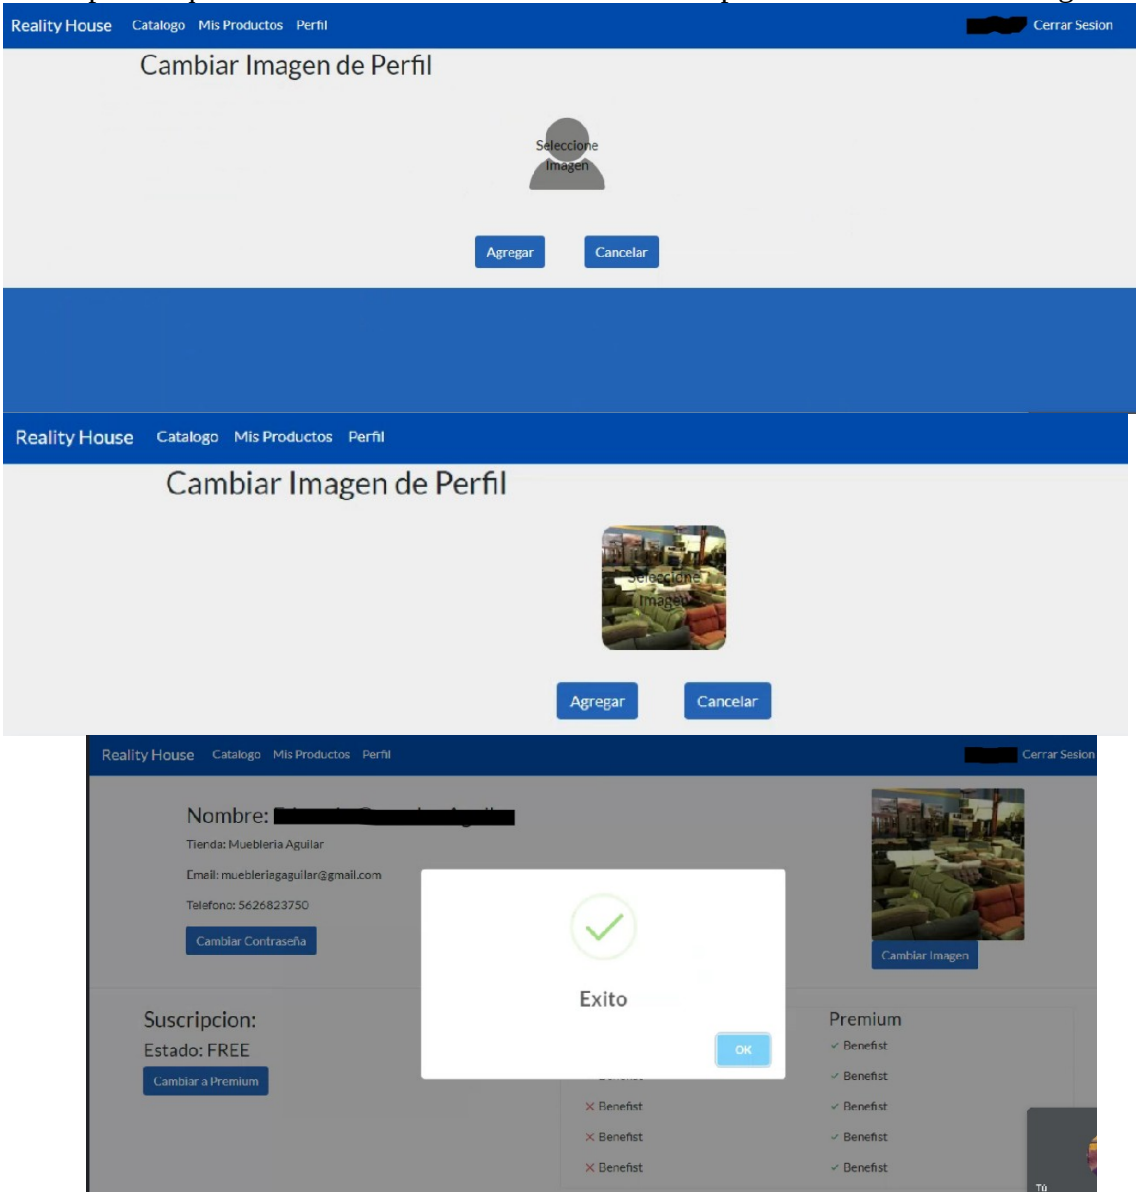 Reality House Catalogo Mis Productos Perfil Cerrar Sesion
Cambiar Imagen de Perfil
Seleccione
Imagen
Agregar Cancelar
Reality House Catalogo Mis Productos Perfil
Cambiar Imagen de Perfil
Seleccione
Imagen
Agregar Cancelar
Reality House Catalogo Mis Productos Perfil Cerrar Sesion
Nombre:
Tienda: Muebleria Aguilar
Email: muebleriagaguilar@gmail.com
Telefono: 5626823750
Cambiar Contraseña
Cambiar Imagen
Exito
OK
Suscripcion:
Estado: FREE
Cambiar a Premium
Premium
Benefist
Benefist
Benefist Benefist
Benefist Benefist
Benefist Benefist
Tú